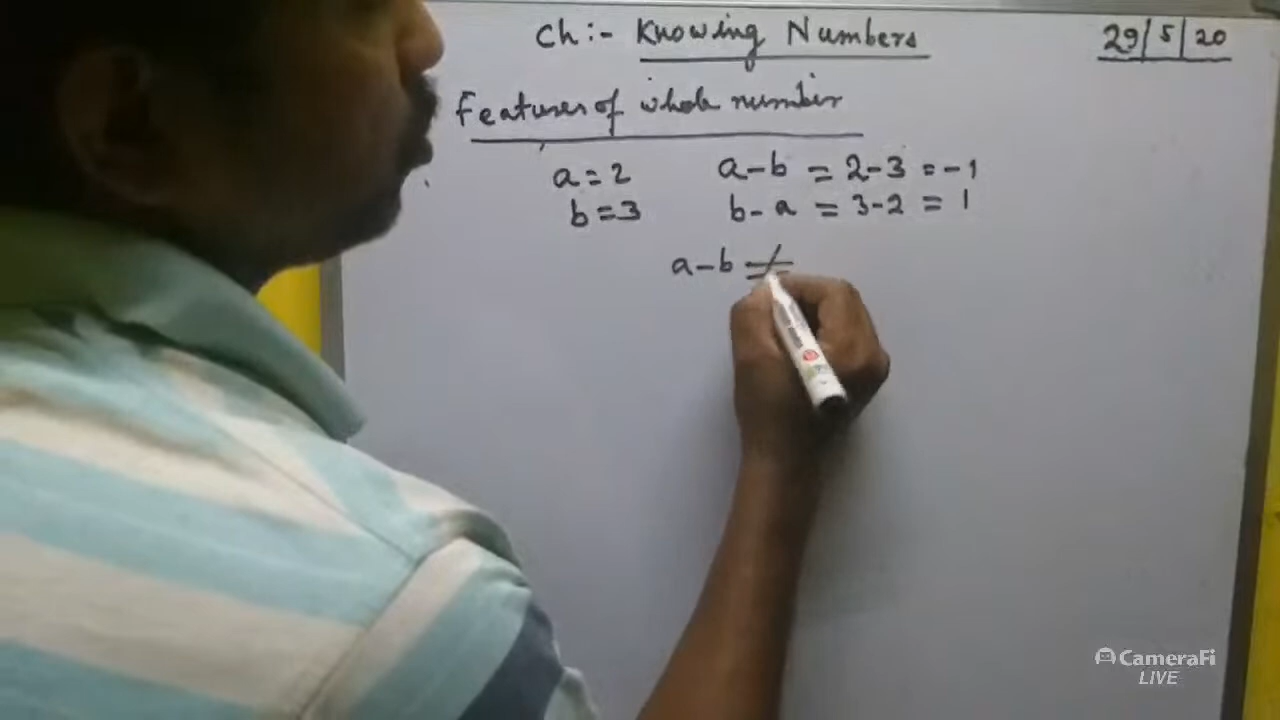 Ch:- Knowing Numbers 29/5/20
Features of whole number
a=2 a-b = 2-3 = -1
b=3 b-a = 3-2 = 1
a-b ≠
CameraFi
LIVE